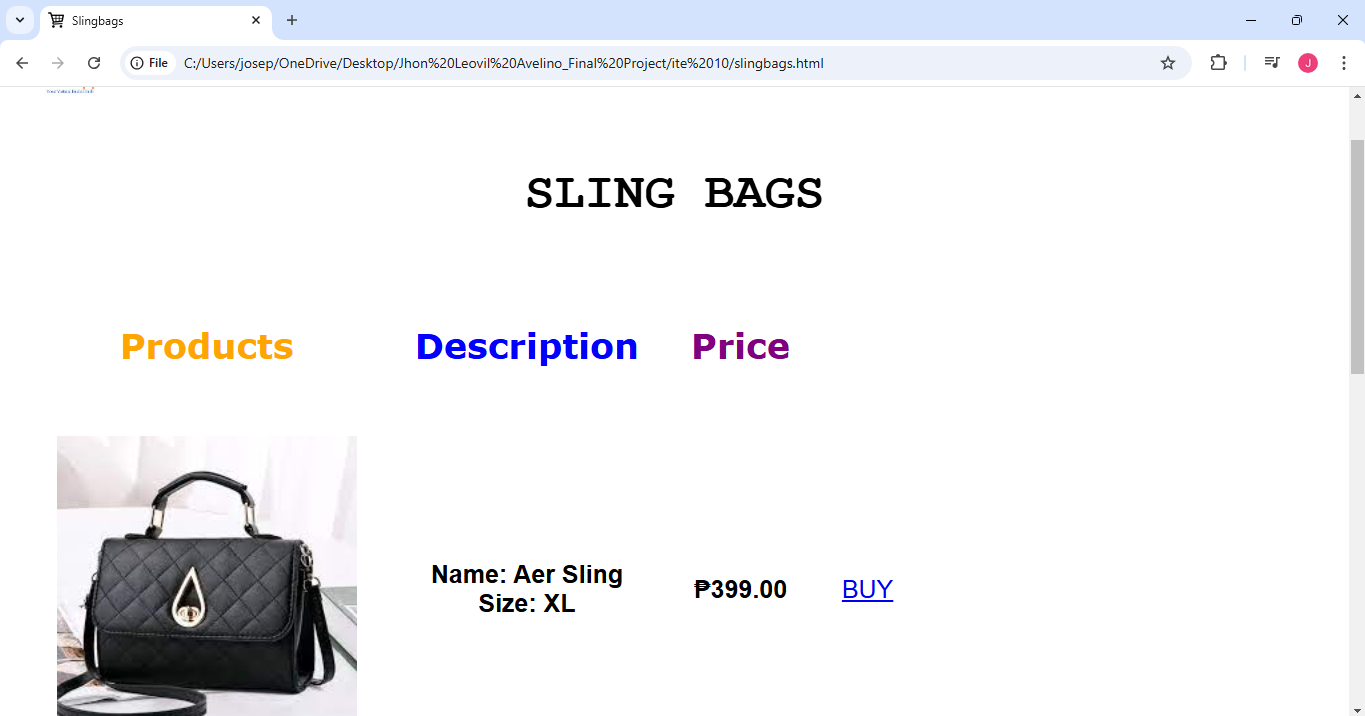 Slingbags
File
C:/Users/josep/OneDrive/Desktop/Jhon%20Leovil%20Avelino_Final%20Project/ite%2010/slingbags.html
J
SLING BAGS
Products Description Price
Name: Aer Sling
Size: XL
₱399.00 BUY